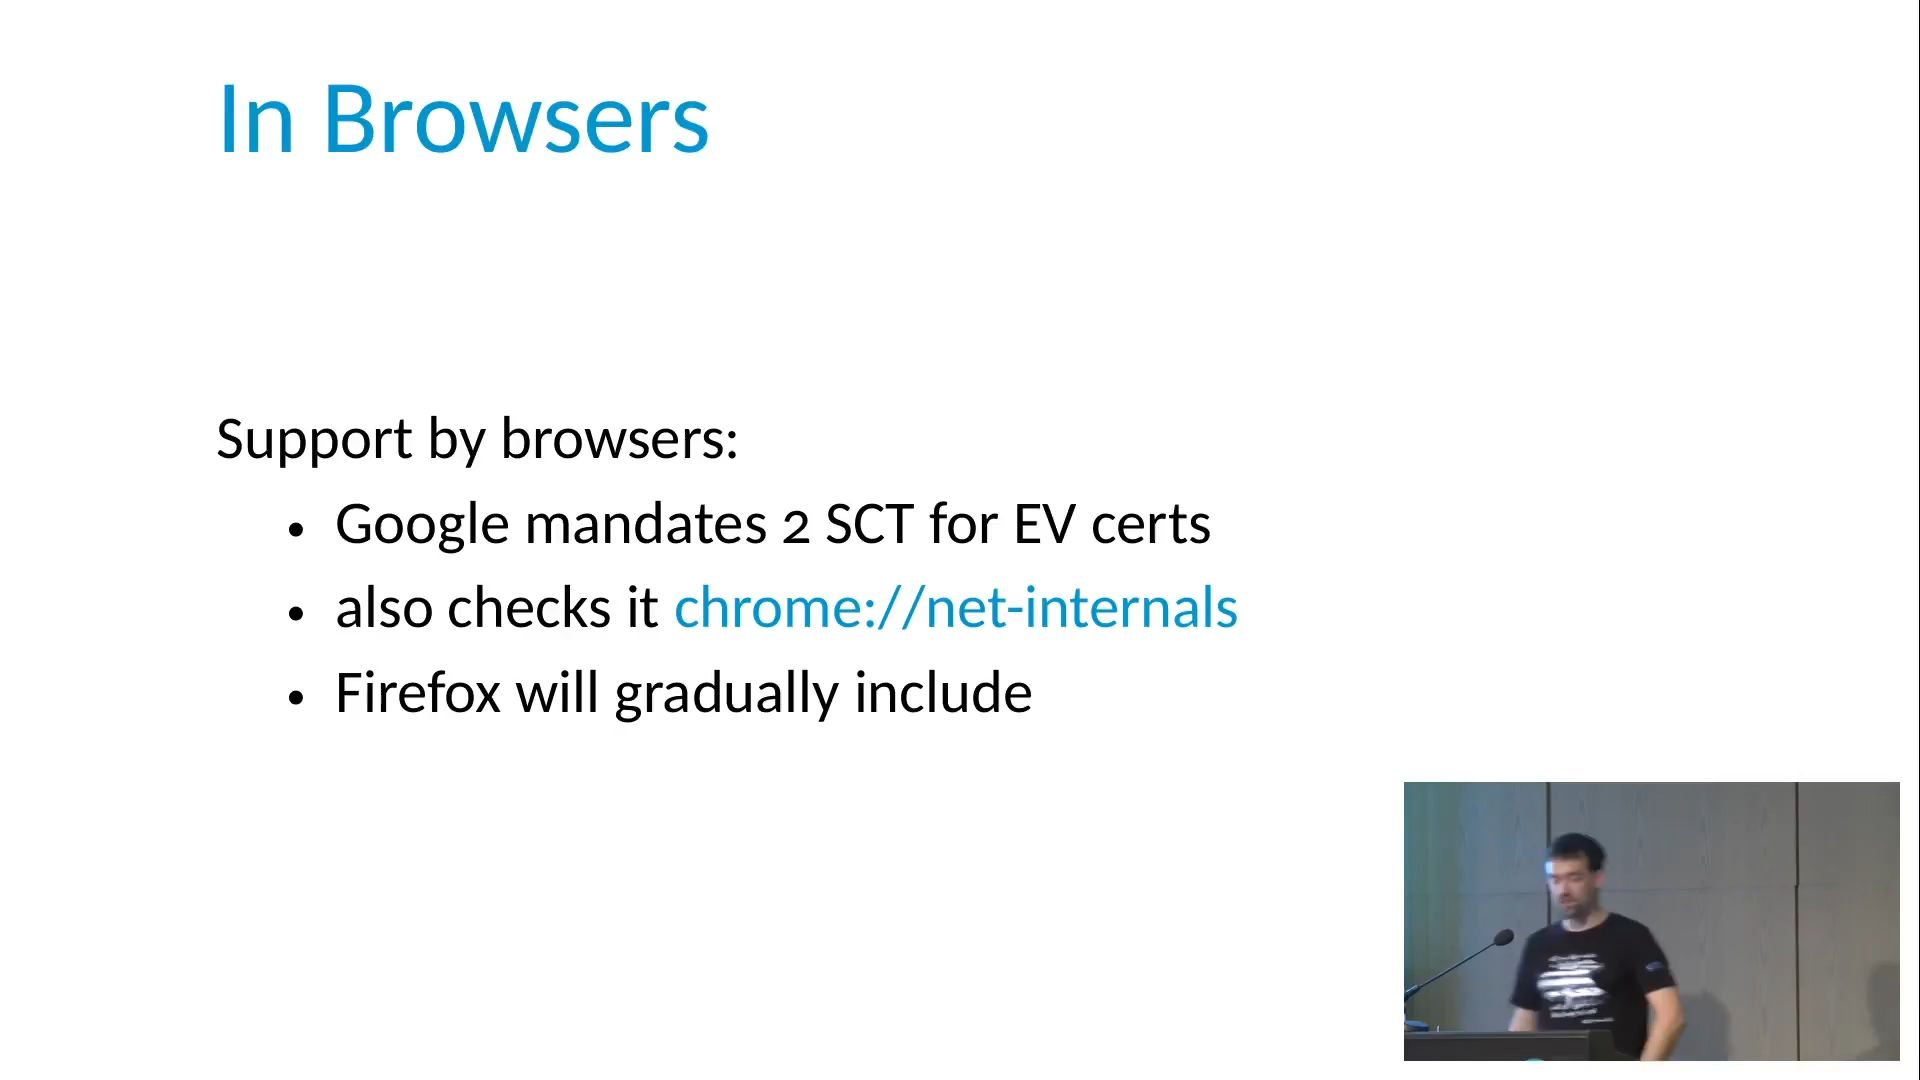 In Browsers
Support by browsers:
• Google mandates 2 SCT for EV certs
• also checks it chrome://net-internals
• Firefox will gradually include